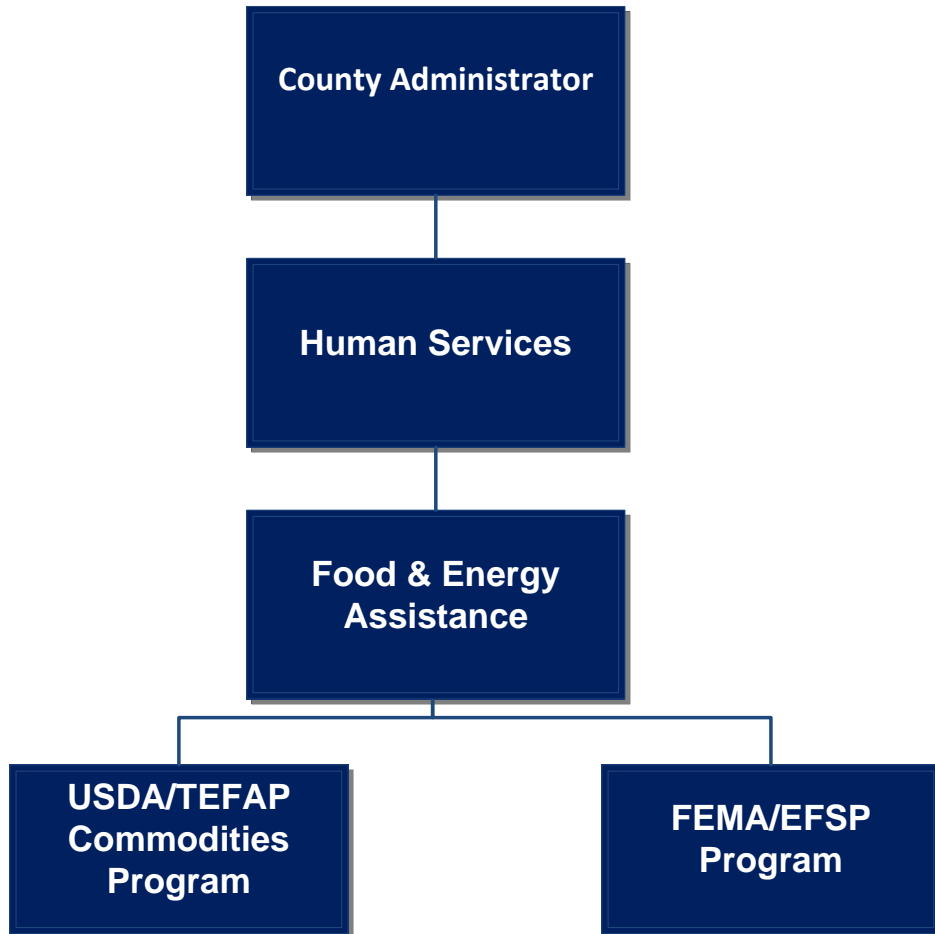 County Administrator
Human Services
Food & Energy
Assistance
USDA/TEFAP
Commodities
Program
FEMA/EFSP
Program